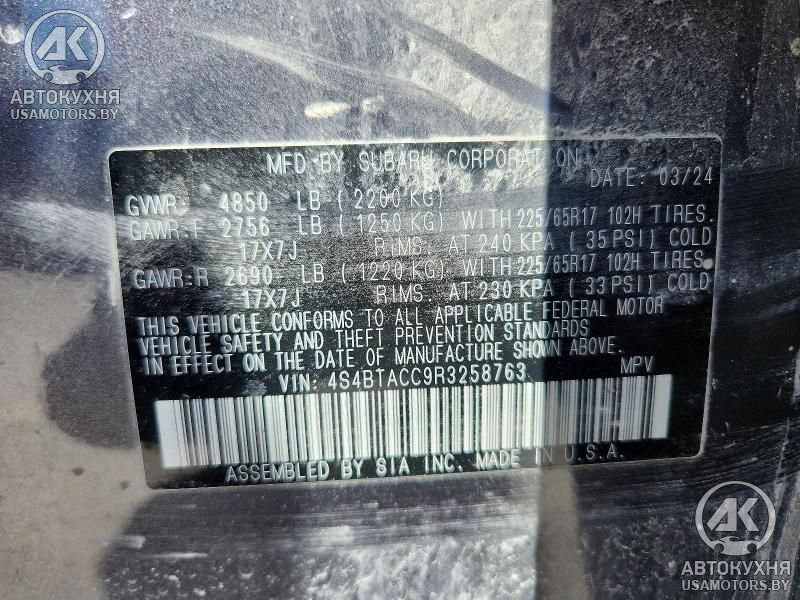 AK
АВТОКУХНЯ
USAMOTORS.BY
MFD BY SUBARU CORPORATION
DATE: 03/24
GVWR: 4850 LB ( 2200 KG)
GAWR:F 2756 LB ( 1250 KG) WITH 225/65R17 102H TIRES.
17X7J RIMS. AT 240 KPA ( 35 PSI) COLD
GAWR:R 2690 LB ( 1220 KG) WITH 225/65R17 102H TIRES.
17X7J RIMS. AT 230 KPA ( 33 PSI) COLD
THIS VEHICLE CONFORMS TO ALL APPLICABLE FEDERAL MOTOR
VEHICLE SAFETY AND THEFT PREVENTION STANDARDS
IN EFFECT ON THE DATE OF MANUFACTURE SHOWN ABOVE.
VIN: 4S4BTACC9R3258763 MPV
ASSEMBLED BY SIA INC. MADE IN U.S.A.
AK
АВТОКУХНЯ
USAMOTORS.BY